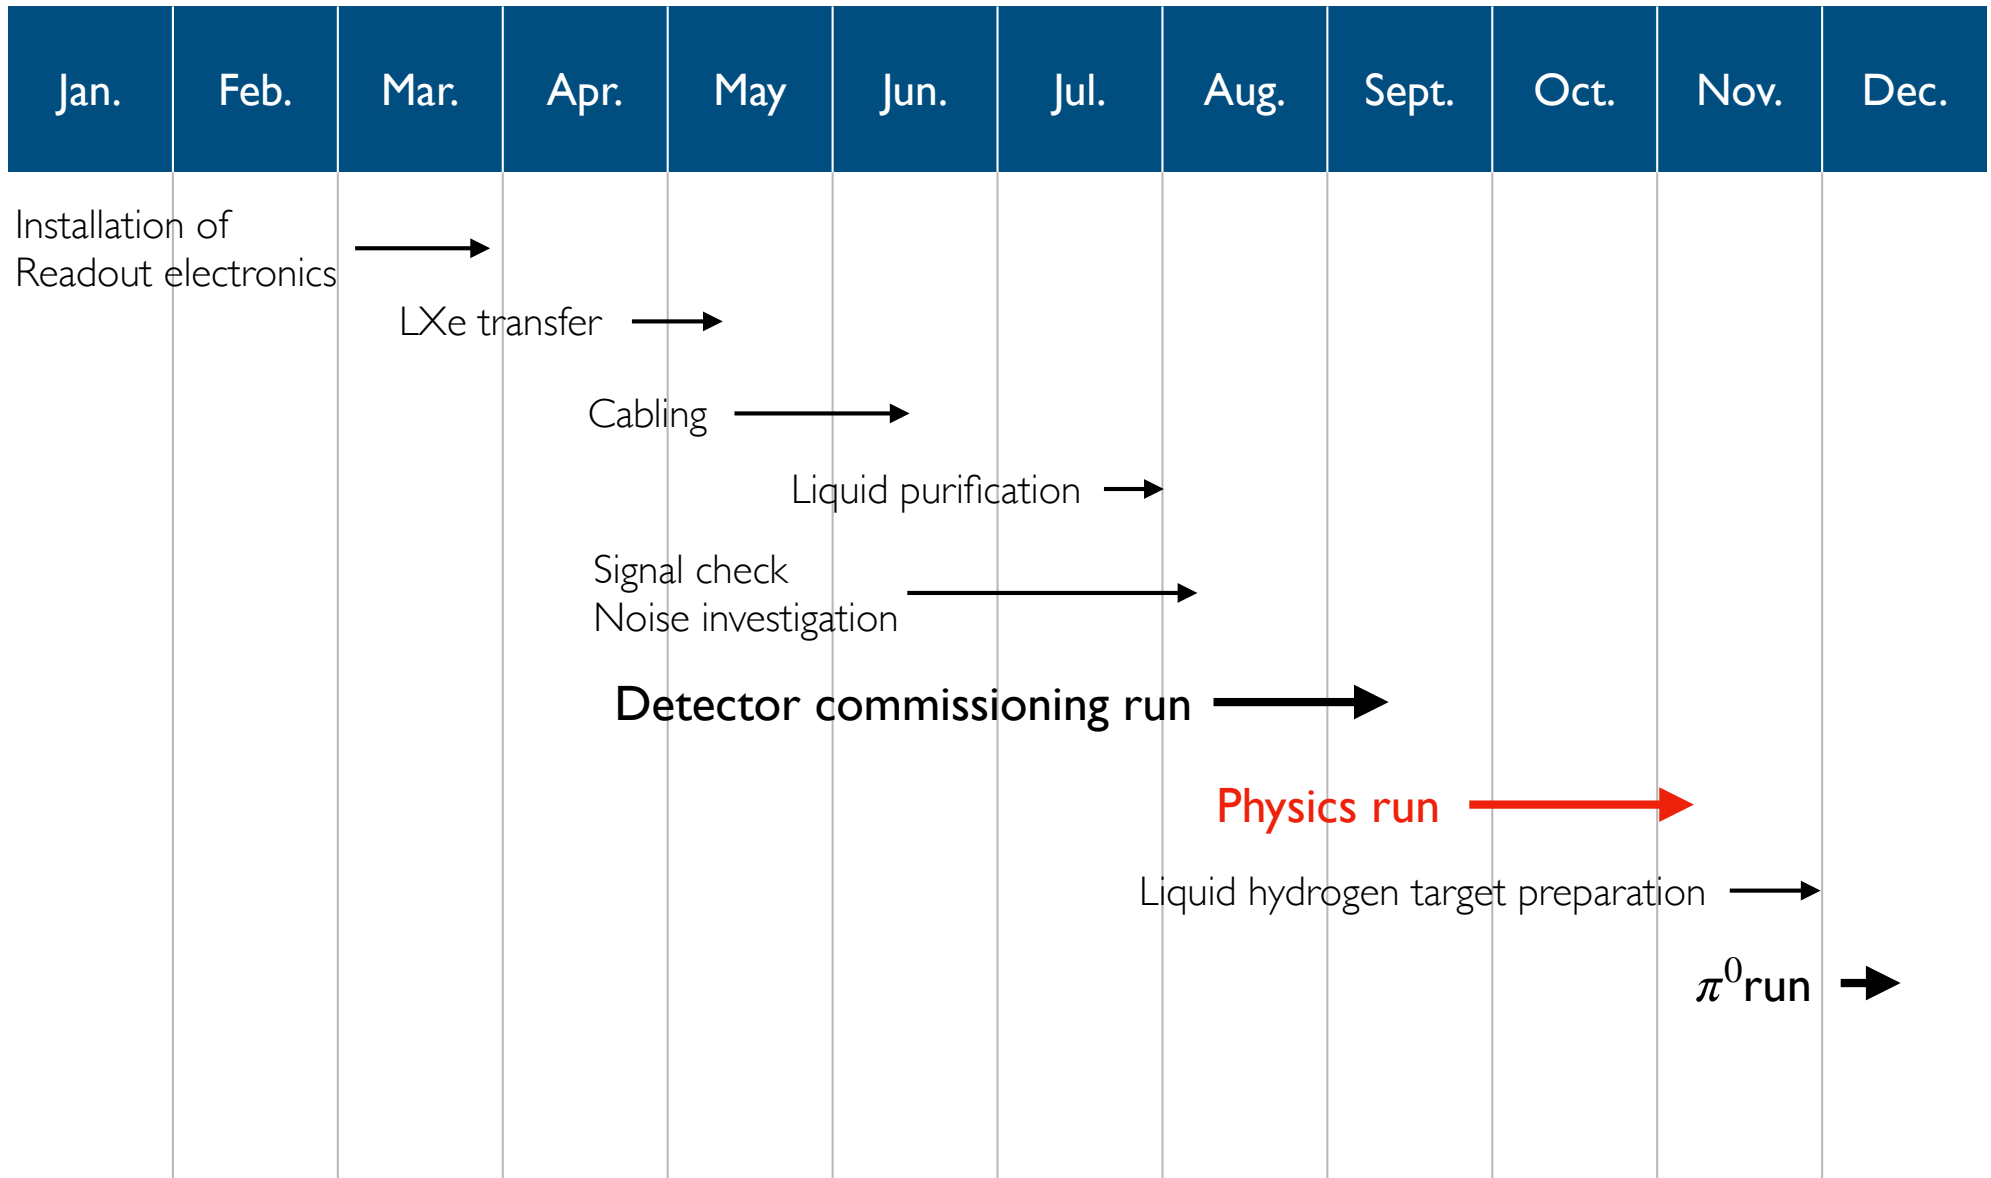 Jan. Feb. Mar. Apr. May Jun. Jul. Aug. Sept. Oct. Nov. Dec.
Installation of
Readout electronics
LXe transfer
Cabling
Liquid purification
Signal check
Noise investigation
Detector commissioning run
Physics run
Liquid hydrogen target preparation
π⁰run